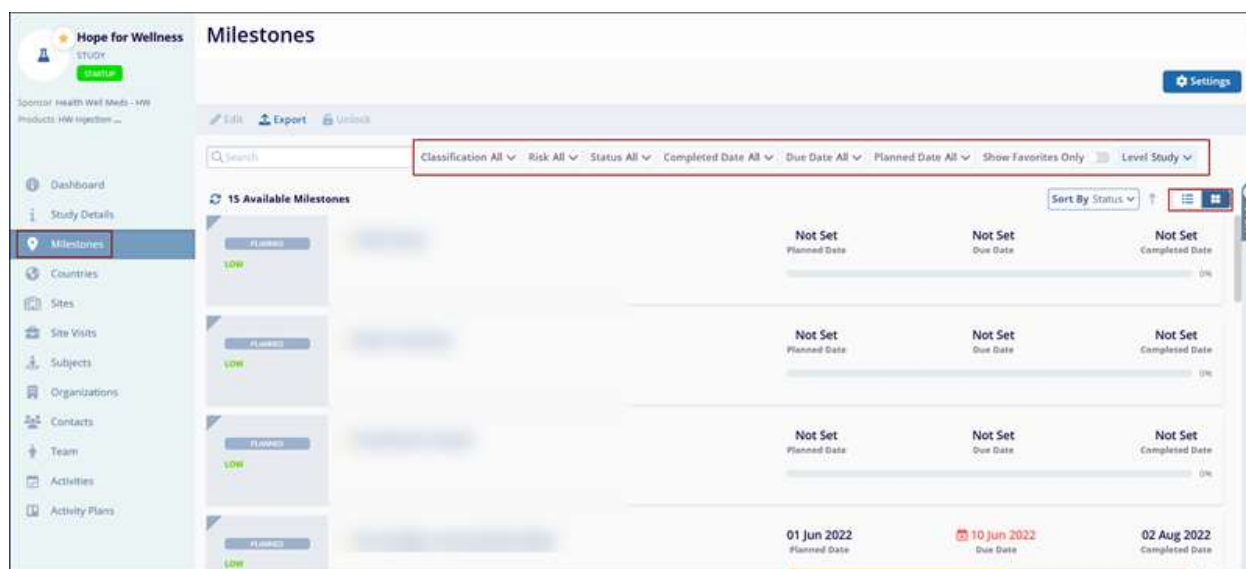 Hope for Wellness
STUDY
STARTUP
Sponsor Health Well Meds - HW
Products HW Injection ...
Milestones
Settings
Edit Export Unlock
Search Classification All Risk All Status All Completed Date All Due Date All Planned Date All Show Favorites Only Level Study
Dashboard
Study Details
Milestones
Countries
Sites
Site Visits
Subjects
Organizations
Contacts
Team
Activities
Activity Plans
15 Available Milestones Sort By Status
PLANNED
LOW
Not Set Not Set Not Set
Planned Date Due Date Completed Date
0%
PLANNED
LOW
Not Set Not Set Not Set
Planned Date Due Date Completed Date
0%
PLANNED
LOW
Not Set Not Set Not Set
Planned Date Due Date Completed Date
0%
PLANNED
LOW
01 Jun 2022 10 Jun 2022 02 Aug 2022
Planned Date Due Date Completed Date